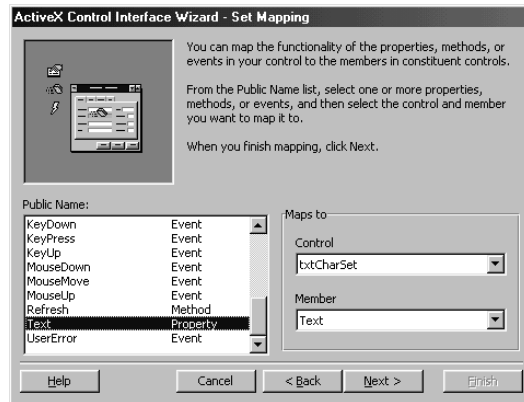 ActiveX Control Interface Wizard - Set Mapping
You can map the functionality of the properties, methods, or
events in your control to the members in constituent controls.
From the Public Name list, select one or more properties,
methods, or events, and then select the control and member
you want to map it to.
When you finish mapping, click Next.
Public Name:
KeyDown Event
KeyPress Event
KeyUp Event
MouseDown Event
MouseMove Event
MouseUp Event
Refresh Method
Text Property
UserError Event
Maps to
Control
txtCharSet
Member
Text
Help Cancel < Back Next > Finish